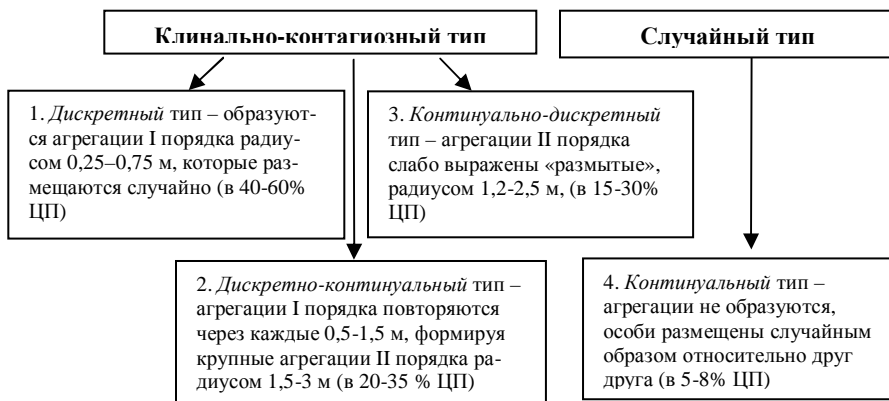 Клинально-контагиозный тип
Случайный тип
1. Дискретный тип – образуют-
ся агрегации I порядка радиу-
сом 0,25–0,75 м, которые раз-
мещаются случайно (в 40-60%
ЦП)
3. Континуально-дискретный
тип – агрегации II порядка
слабо выражены «размытые»,
радиусом 1,2-2,5 м, (в 15-30%
ЦП)
2. Дискретно-континуальный тип –
агрегации I порядка повторяются
через каждые 0,5-1,5 м, формируя
крупные агрегации II порядка ра-
диусом 1,5-3 м (в 20-35 % ЦП)
4. Континуальный тип –
агрегации не образуются,
особи размещены случайным
образом относительно друг
друга (в 5-8% ЦП)